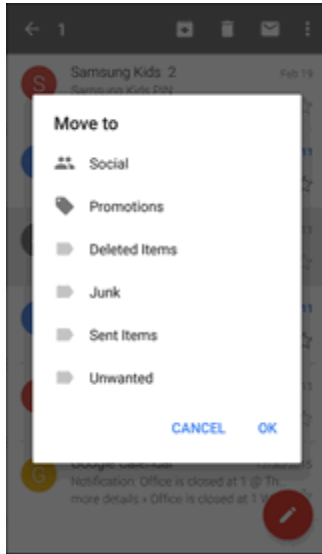 1
Samsung Kids 2 Feb 19
Samsung Kids PIN
Move to
Social
Promotions
Deleted Items
Junk
Sent Items
Unwanted
CANCEL OK
Google Calendar
Notification: Office is closed at 1 @ Th...
more details » Office is closed at 1